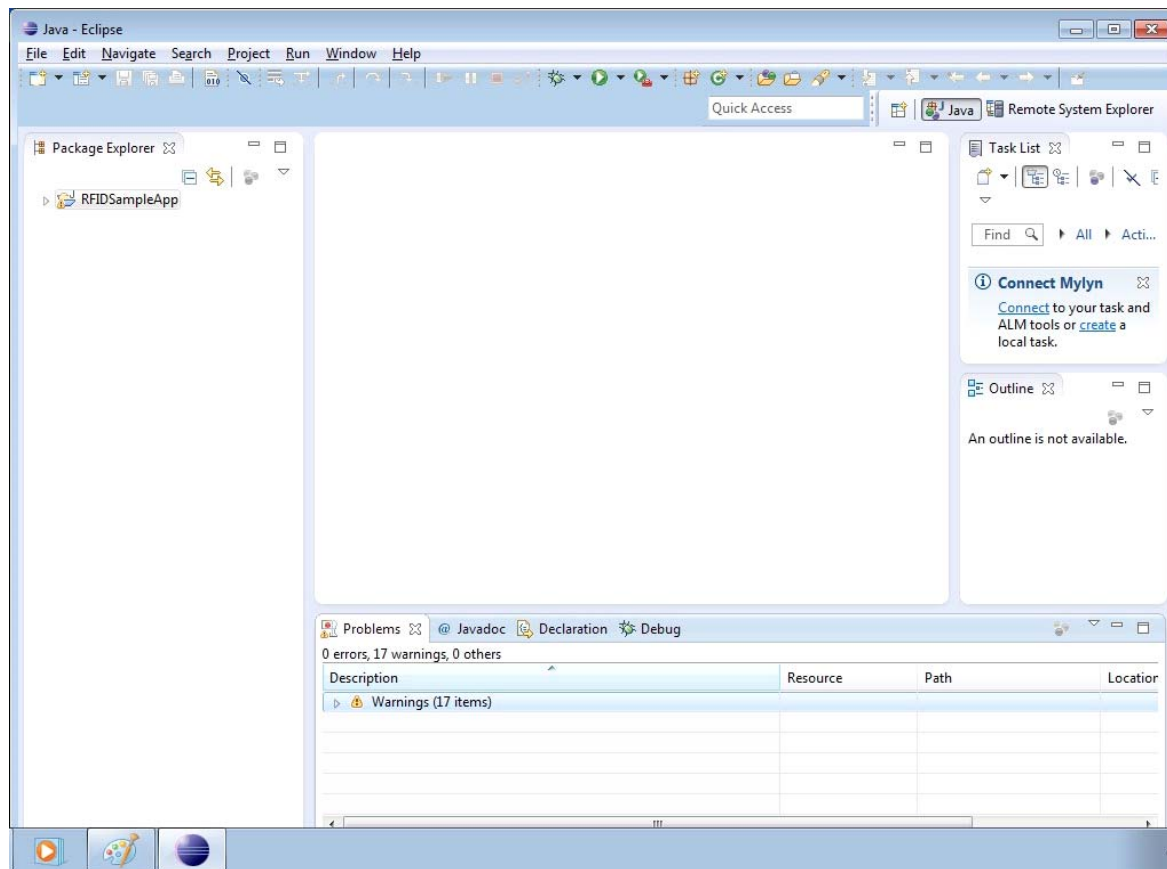 Java - Eclipse
File Edit Navigate Search Project Run Window Help
Quick Access
Java
Remote System Explorer
Package Explorer
RFIDSampleApp
Task List
Find
All
Acti...
Connect Mylyn
Connect to your task and
ALM tools or create a
local task.
Outline
An outline is not available.
Problems
@ Javadoc
Declaration
Debug
0 errors, 17 warnings, 0 others
Description Resource Path Location
Warnings (17 items)